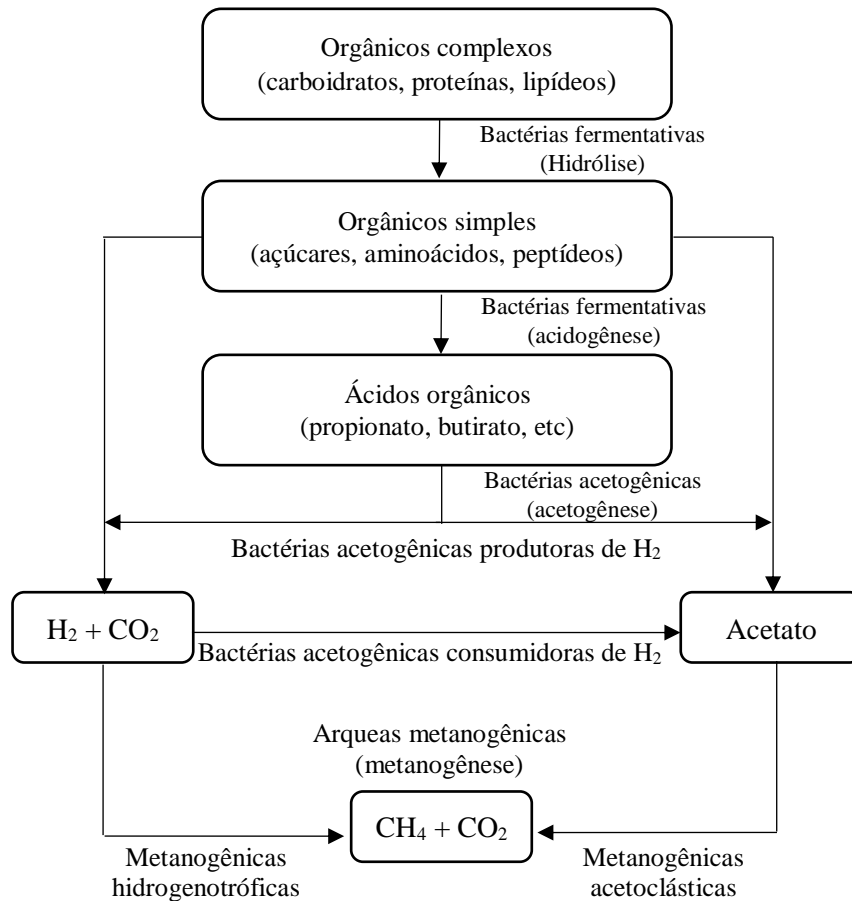 Orgânicos complexos
(carboidratos, proteínas, lipídeos)
Bactérias fermentativas
(Hidrólise)
Orgânicos simples
(açúcares, aminoácidos, peptídeos)
Bactérias fermentativas
(acidogênese)
Ácidos orgânicos
(propionato, butirato, etc)
Bactérias acetogênicas
(acetogênese)
Bactérias acetogênicas produtoras de H₂
H₂ + CO₂
Acetato
Bactérias acetogênicas consumidoras de H₂
Arqueas metanogênicas
(metanogênese)
CH₄ + CO₂
Metanogênicas
hidrogenotróficas
Metanogênicas
acetoclásticas